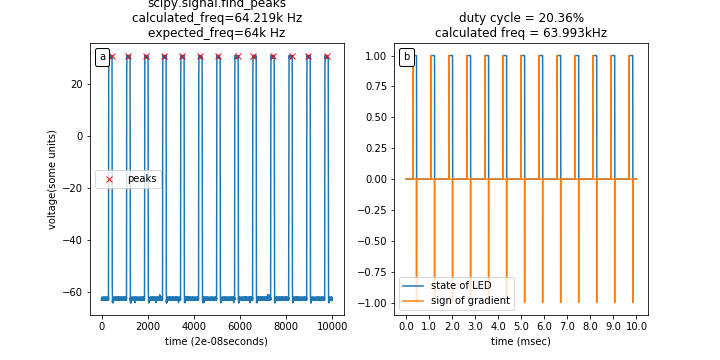 scipy.signal.find_peaks
calculated_freq=64.219k Hz
expected_freq=64k Hz
a
20
0
−20
−40
−60
voltage(some units)
peaks
0 2000 4000 6000 8000 10000
time (2e-08seconds)
duty cycle = 20.36%
calculated freq = 63.993kHz
b
1.00
0.75
0.50
0.25
0.00
−0.25
−0.50
−0.75
−1.00
state of LED
sign of gradient
0.0 1.0 2.0 3.0 4.0 5.0 6.0 7.0 8.0 9.0 10.0
time (msec)